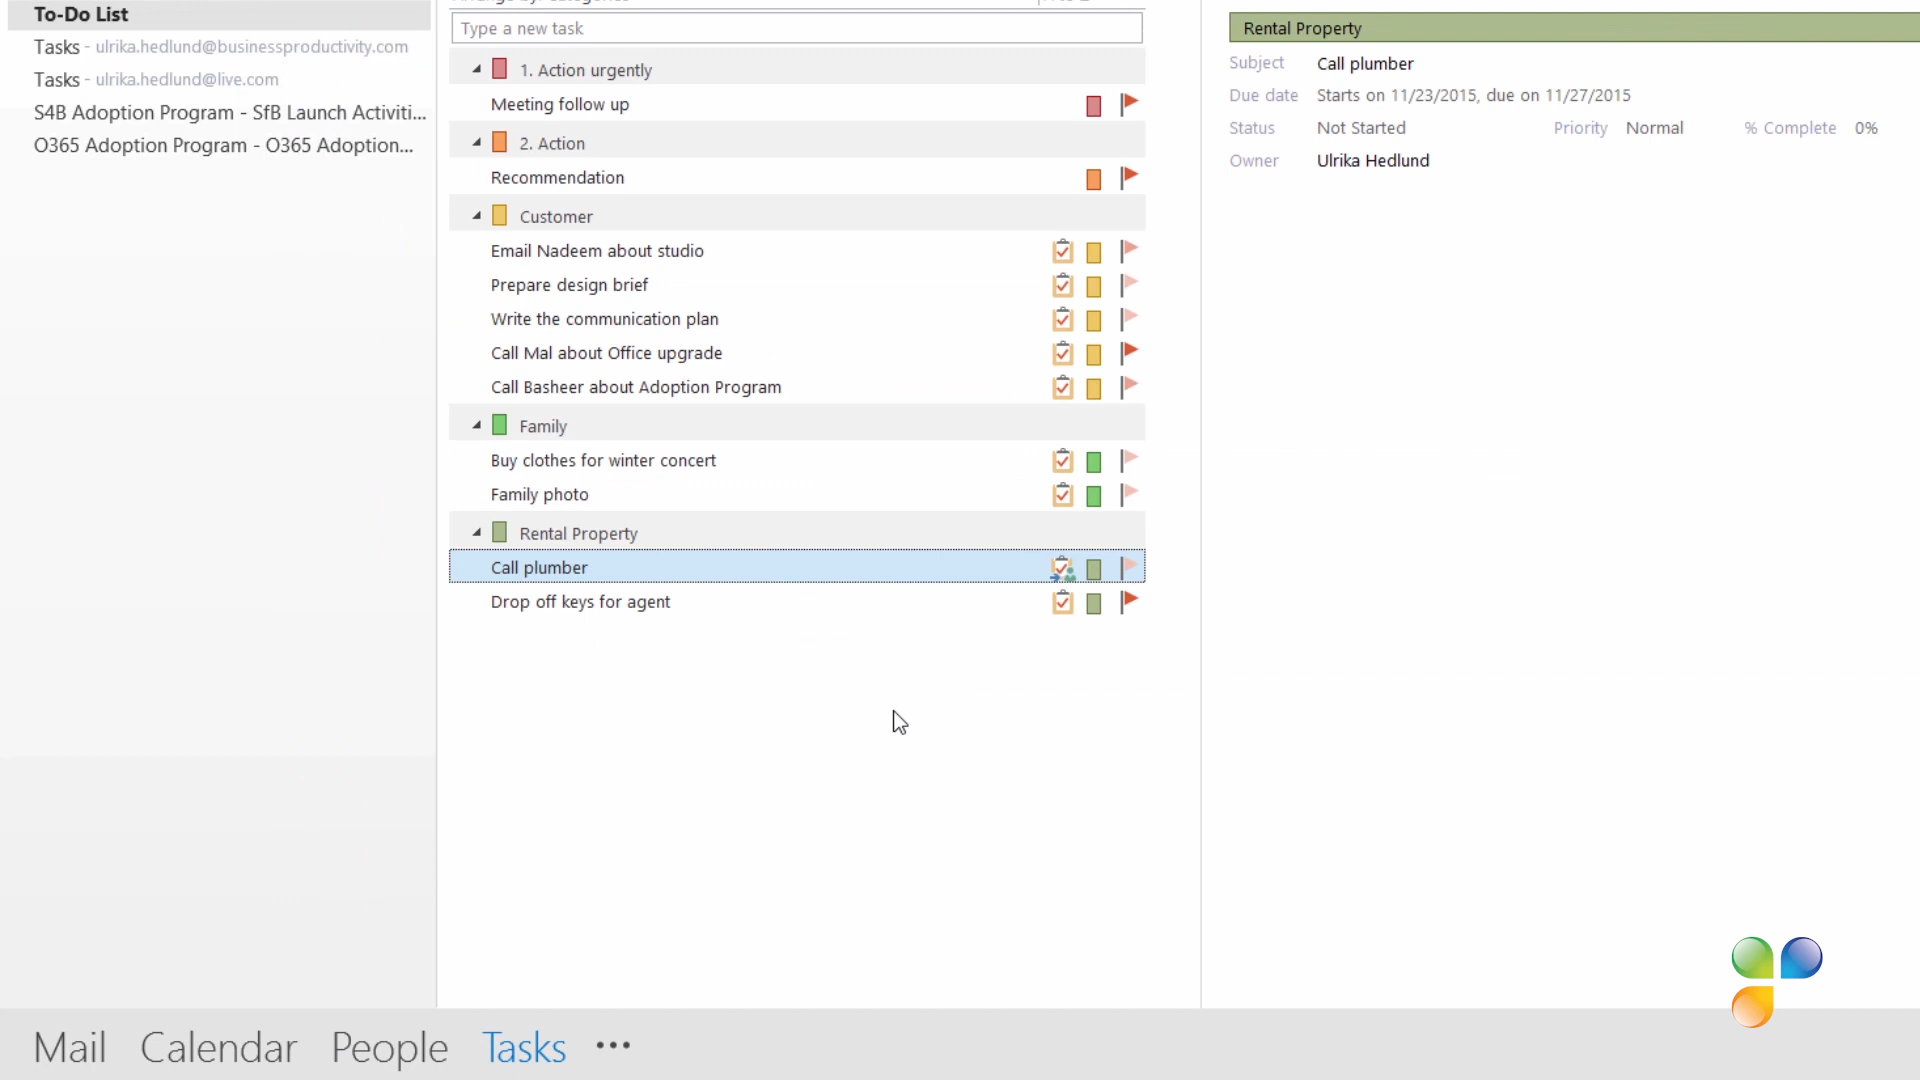 To-Do List
Tasks - ulrika.hedlund@businessproductivity.com
Tasks - ulrika.hedlund@live.com
S4B Adoption Program - SfB Launch Activiti...
O365 Adoption Program - O365 Adoption...
Type a new task
1. Action urgently
Meeting follow up
2. Action
Recommendation
Customer
Email Nadeem about studio
Prepare design brief
Write the communication plan
Call Mal about Office upgrade
Call Basheer about Adoption Program
Family
Buy clothes for winter concert
Family photo
Rental Property
Call plumber
Drop off keys for agent
Rental Property
Subject Call plumber
Due date Starts on 11/23/2015, due on 11/27/2015
Status Not Started Priority Normal % Complete 0%
Owner Ulrika Hedlund
Mail Calendar People Tasks •••